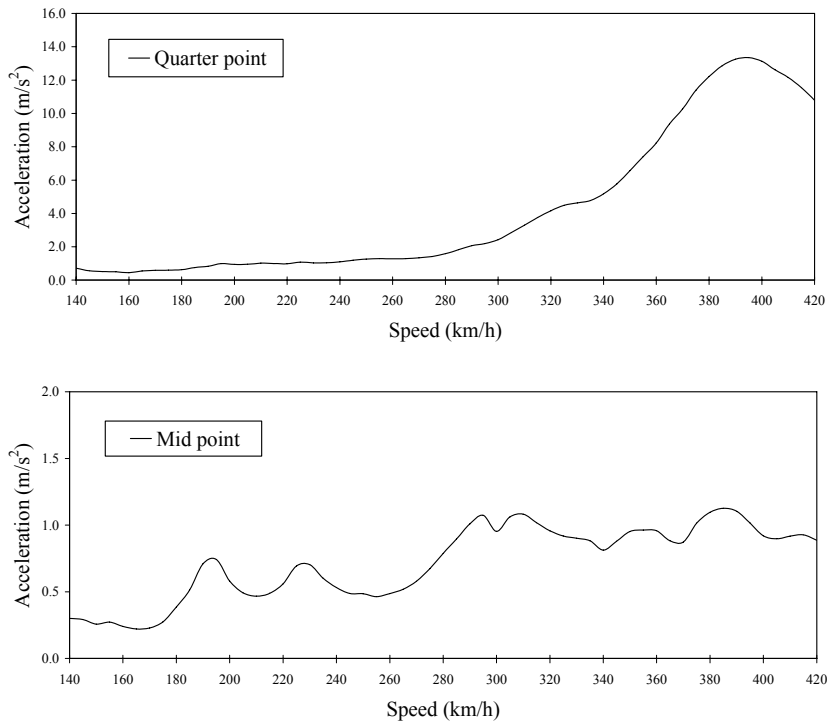 16.0
14.0
12.0
10.0
8.0
6.0
4.0
2.0
0.0
Acceleration (m/s²)
Quarter point
140 160 180 200 220 240 260 280 300 320 340 360 380 400 420
Speed (km/h)
2.0
1.5
1.0
0.5
0.0
Acceleration (m/s²)
Mid point
140 160 180 200 220 240 260 280 300 320 340 360 380 400 420
Speed (km/h)